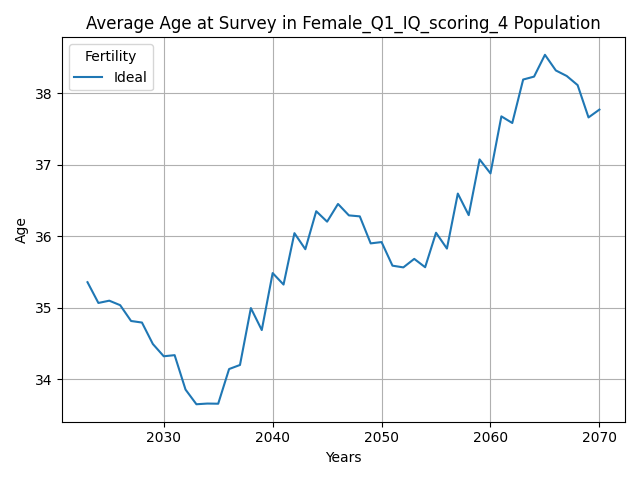 Average Age at Survey in Female_Q1_IQ_scoring_4 Population
Fertility
Ideal
Age
38
37
36
35
34
2030 2040 2050 2060 2070
Years